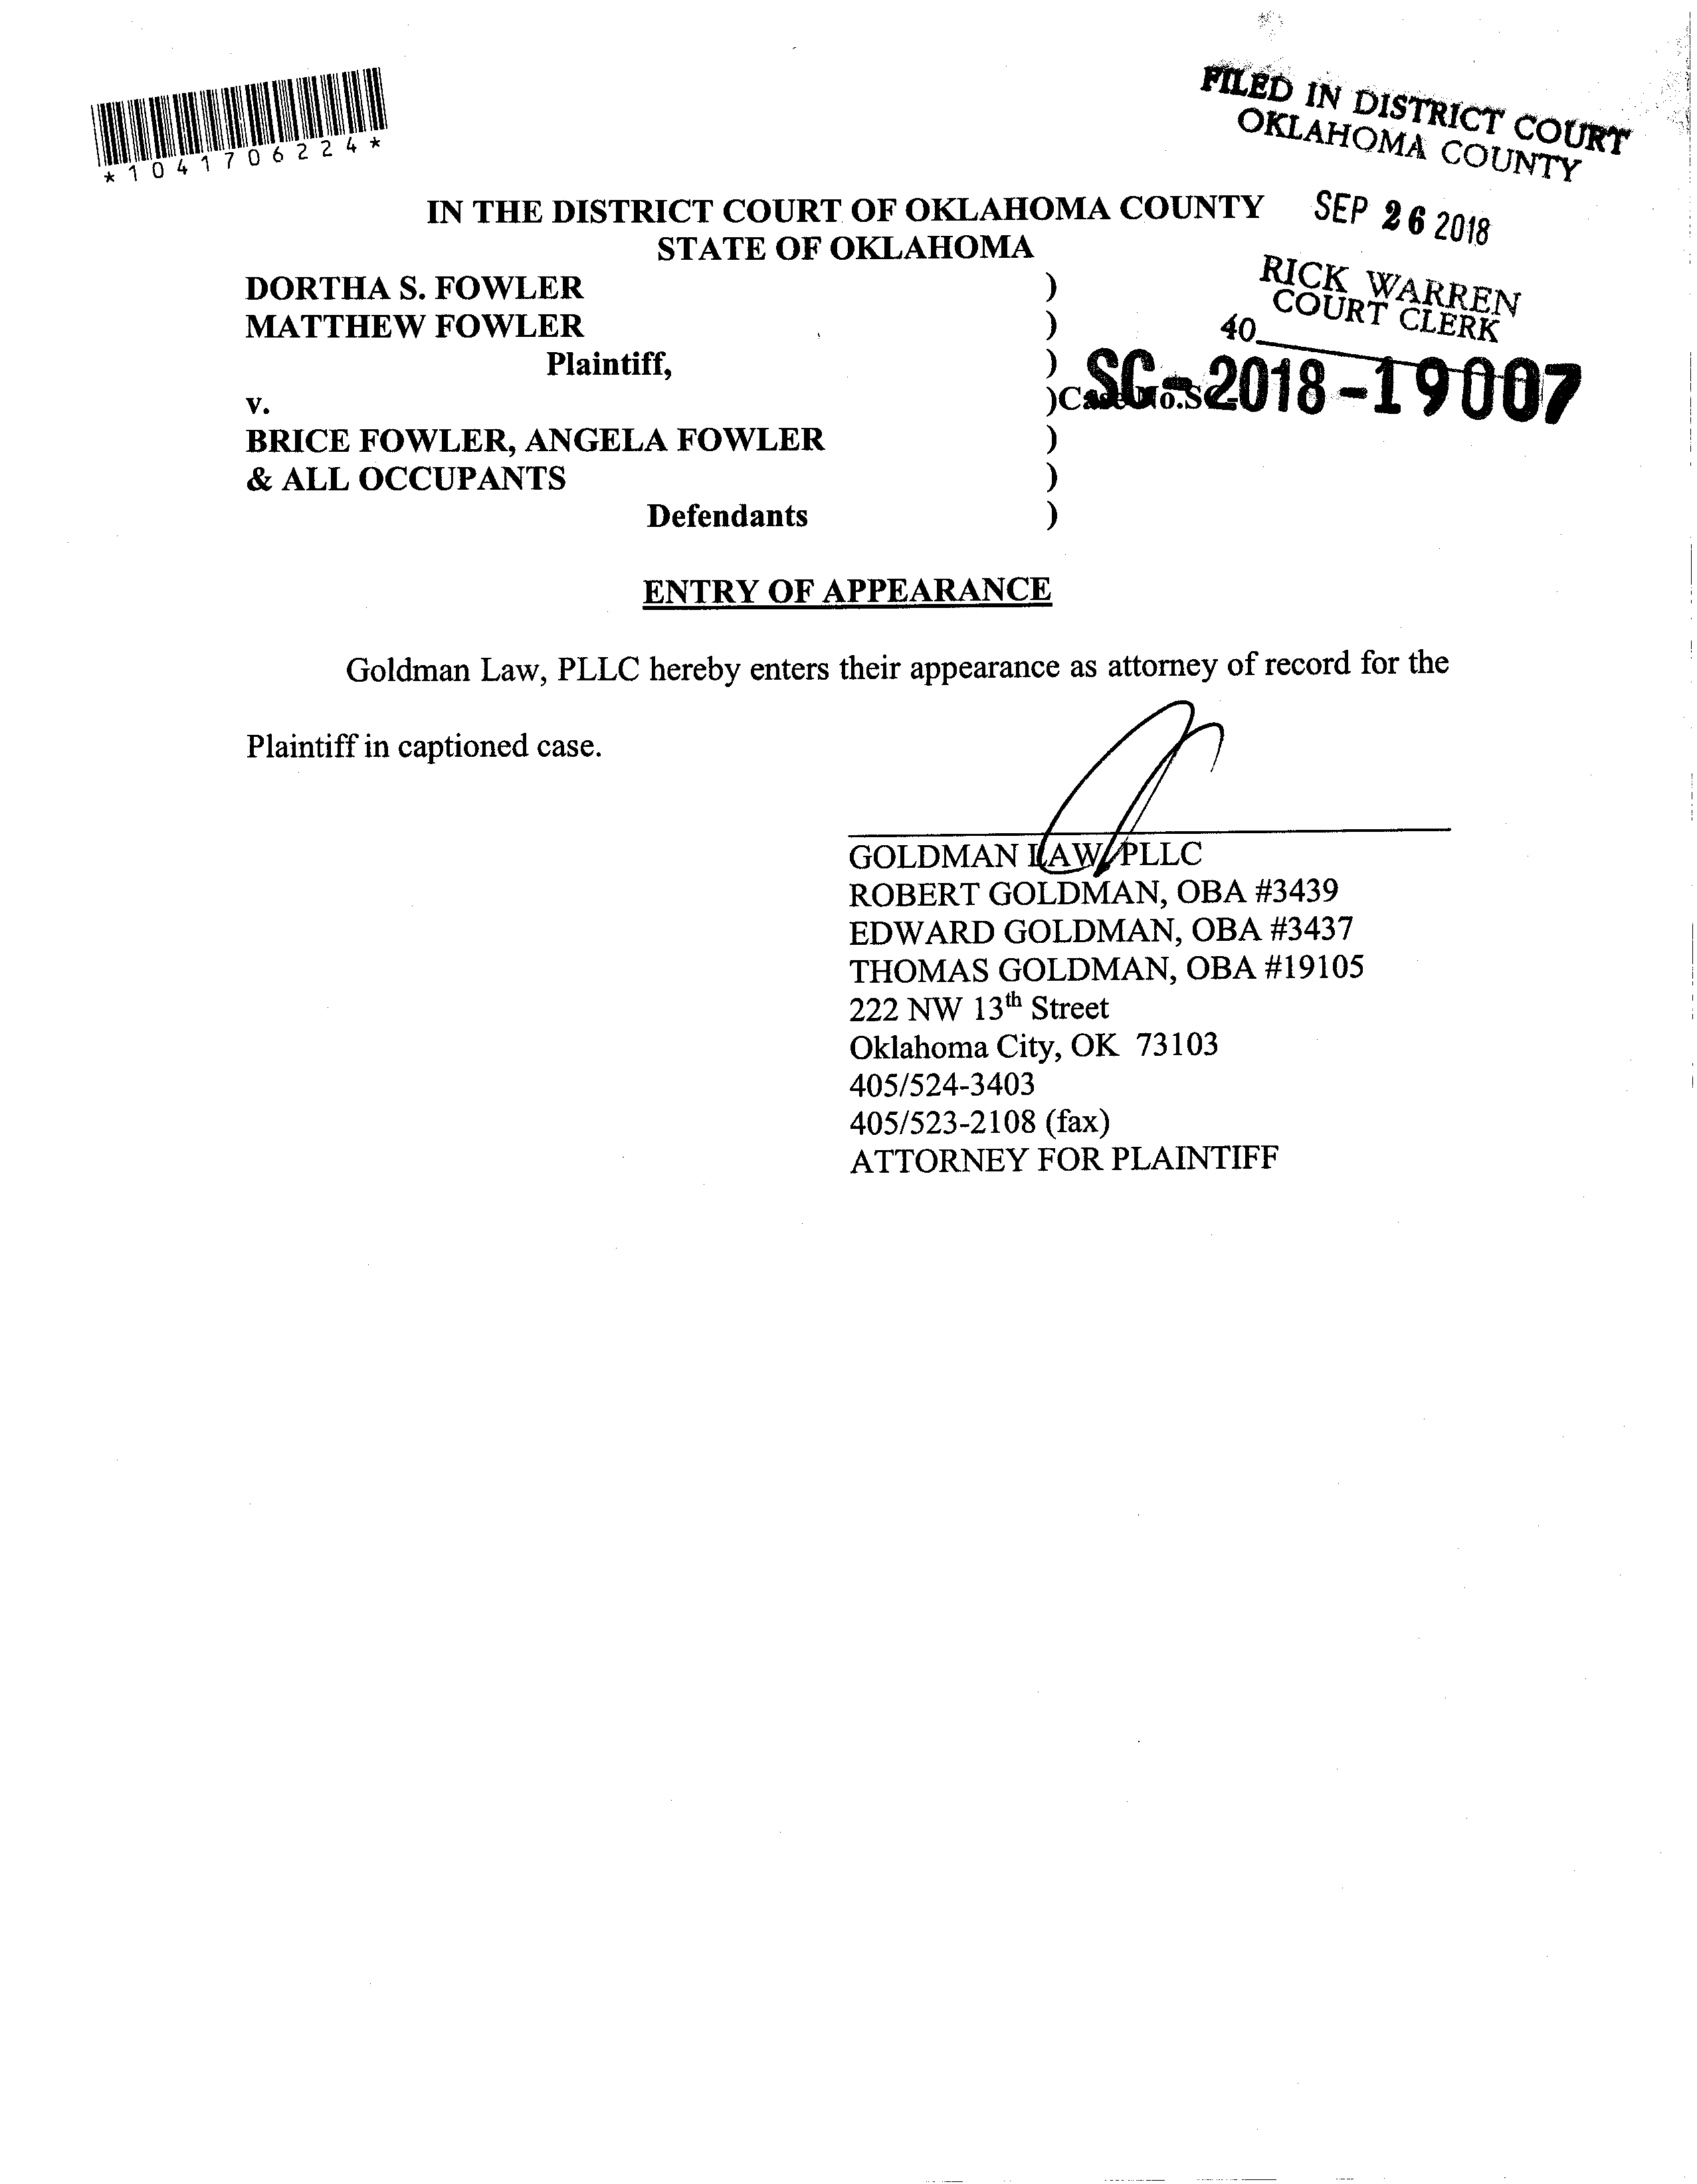 *1041706224*
FILED IN DISTRICT COURT
OKLAHOMA COUNTY
SEP 26 2018
RICK WARREN
COURT CLERK
40
IN THE DISTRICT COURT OF OKLAHOMA COUNTY
STATE OF OKLAHOMA
DORTHA S. FOWLER )
MATTHEW FOWLER )
Plaintiff, )
v. )Case No.SC-
SC-2018-19007
BRICE FOWLER, ANGELA FOWLER )
& ALL OCCUPANTS )
Defendants )
ENTRY OF APPEARANCE
Goldman Law, PLLC hereby enters their appearance as attorney of record for the
Plaintiff in captioned case.
GOLDMAN LAW, PLLC
ROBERT GOLDMAN, OBA #3439
EDWARD GOLDMAN, OBA #3437
THOMAS GOLDMAN, OBA #19105
222 NW 13th Street
Oklahoma City, OK 73103
405/524-3403
405/523-2108 (fax)
ATTORNEY FOR PLAINTIFF